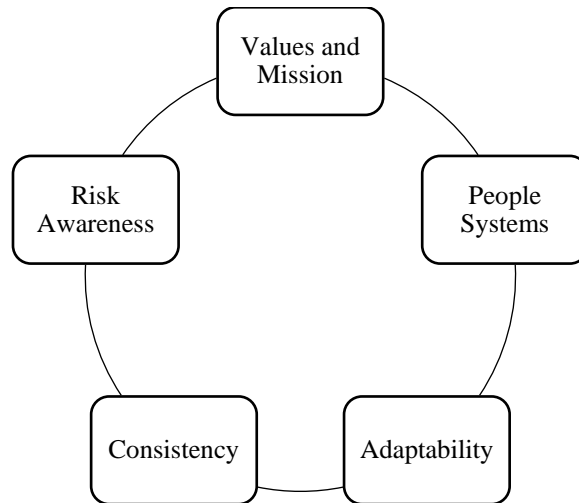 Values and
Mission
People
Systems
Adaptability
Consistency
Risk
Awareness